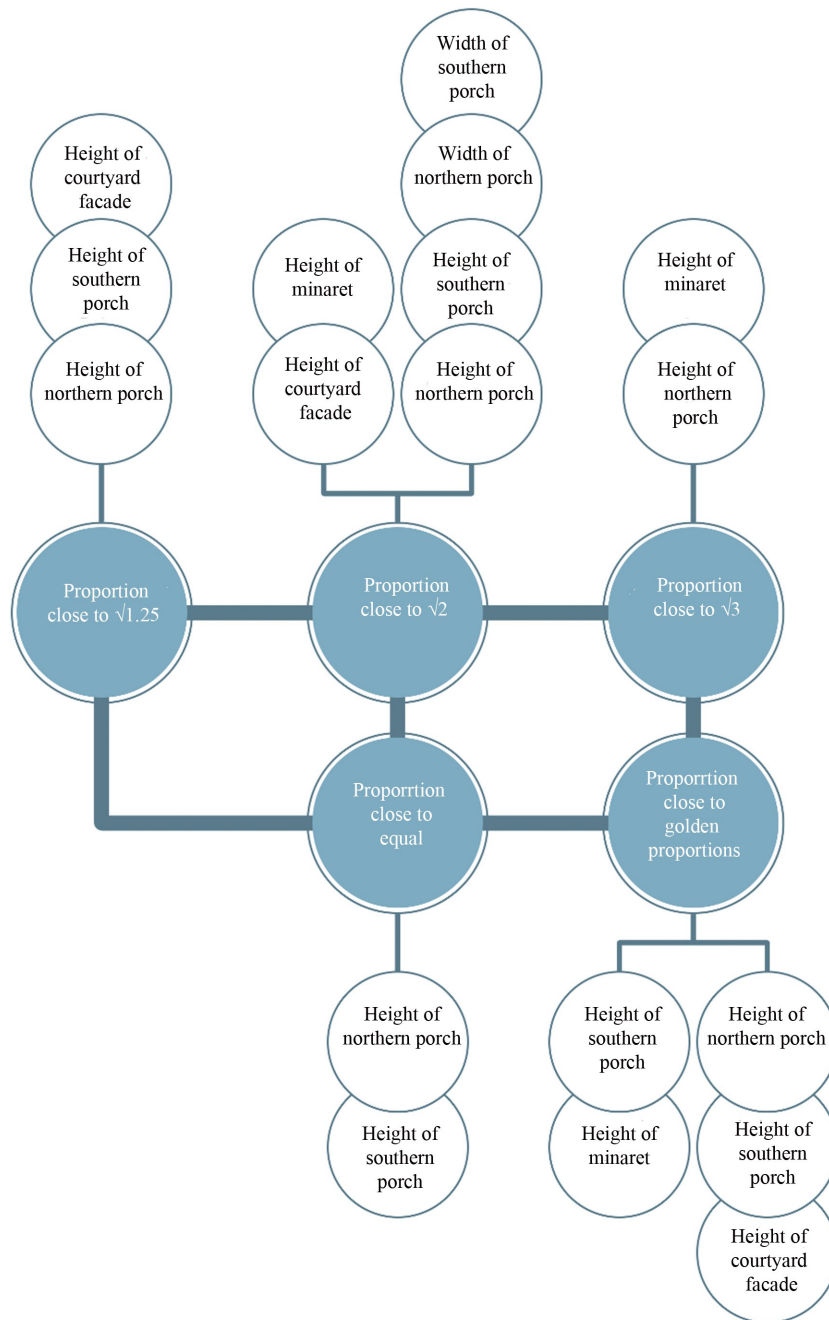 Width of
southern
porch
Height of
courtyard
facade
Width of
northern porch
Height of
southern
porch
Height of
minaret
Height of
southern
porch
Height of
minaret
Height of
northern porch
Height of
courtyard
facade
Height of
northern porch
Height of
northern
porch
Proportion
close to √1.25
Proportion
close to √2
Proportion
close to √3
Proporrtion
close to
equal
Proporrtion
close to
golden
proportions
Height of
northern porch
Height of
southern
porch
Height of
northern porch
Height of
southern
porch
Height of
minaret
Height of
southern
porch
Height of
courtyard
facade